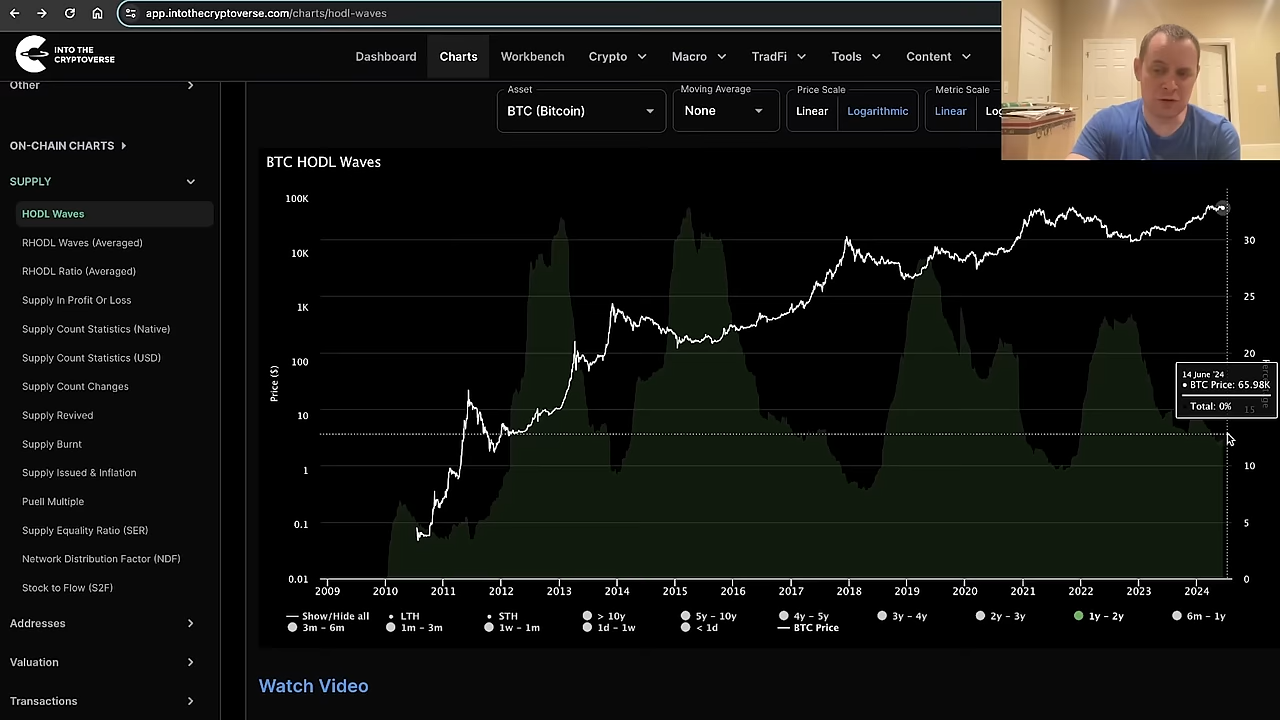 app.intothecryptoverse.com/charts/hodl-waves
INTO THE
CRYPTOVERSE
Dashboard Charts Workbench Crypto Macro TradFi Tools Content
Other
ON-CHAIN CHARTS
SUPPLY
HODL Waves
RHODL Waves (Averaged)
RHODL Ratio (Averaged)
Supply In Profit Or Loss
Supply Count Statistics (Native)
Supply Count Statistics (USD)
Supply Count Changes
Supply Revived
Supply Burnt
Supply Issued & Inflation
Puell Multiple
Supply Equality Ratio (SER)
Network Distribution Factor (NDF)
Stock to Flow (S2F)
Addresses
Valuation
Transactions
Asset
BTC (Bitcoin)
Moving Average
None
Price Scale
Linear Logarithmic
Metric Scale
Linear Log
BTC HODL Waves
Price ($)
100K
10K
1K
100
10
1
0.1
0.01
30
25
20
15
10
5
0
Percentage
14 June '24
• BTC Price: 65.98K
Total: 0%
2009 2010 2011 2012 2013 2014 2015 2016 2017 2018 2019 2020 2021 2022 2023 2024
Show/Hide all LTH STH > 10y 5y – 10y 4y – 5y 3y – 4y 2y – 3y 1y – 2y 6m – 1y
3m – 6m 1m – 3m 1w – 1m 1d – 1w < 1d BTC Price
Watch Video